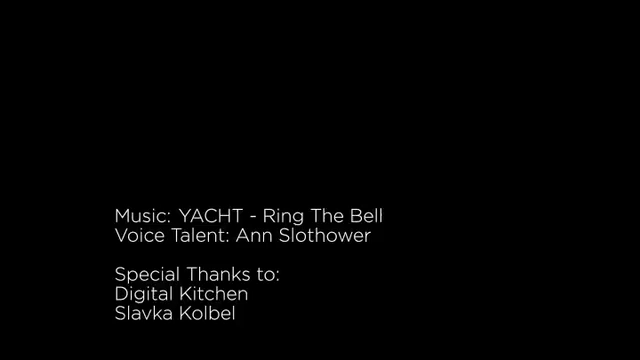 Music: YACHT - Ring The Bell
Voice Talent: Ann Slothower
Special Thanks to:
Digital Kitchen
Slavka Kolbel